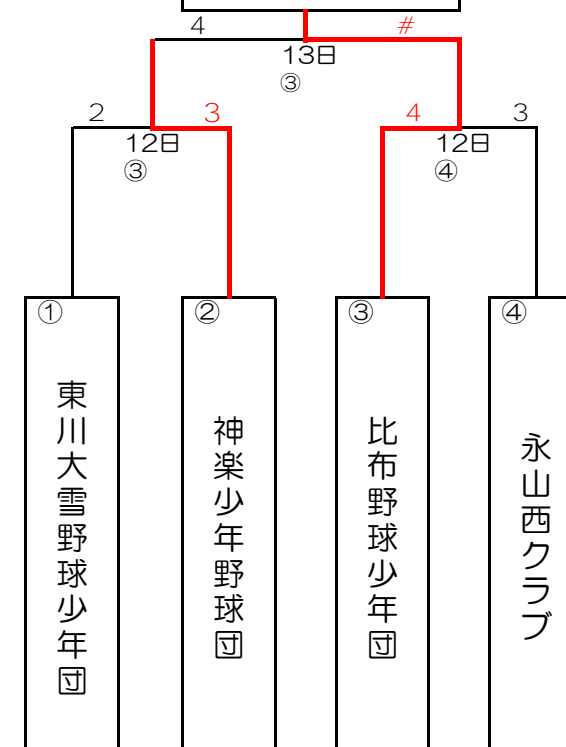 4 #
13日
③
2 3 4 3
12日 12日
③ ④
① ② ③ ④
東川大雪野球少年団
神楽少年野球団
比布野球少年団
永山西クラブ